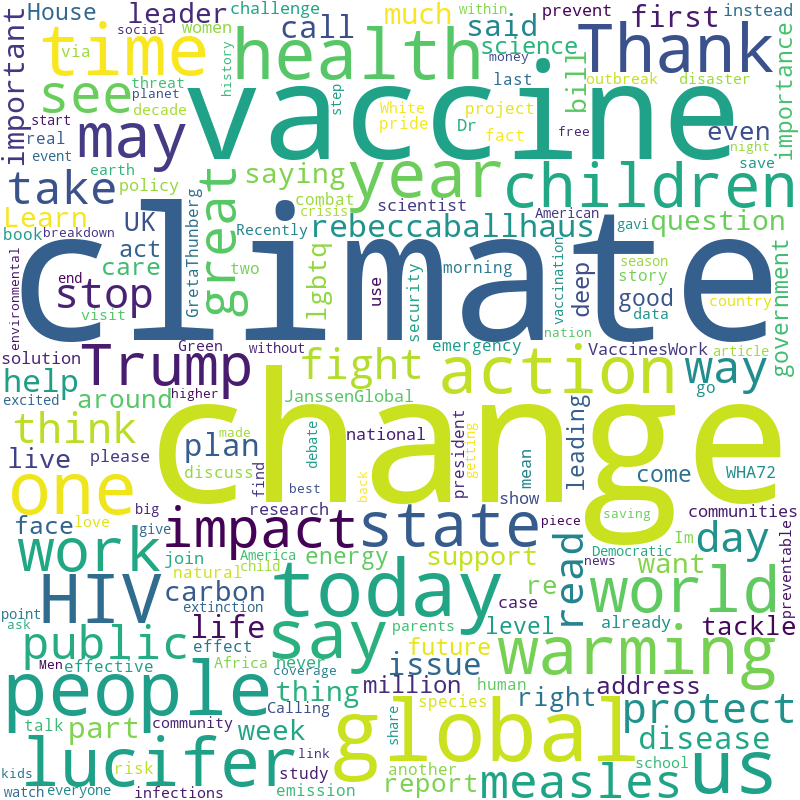 House
leader
challenge
women
social
via
time
history
call
health
much
White
pride
Dr
said
science
within
money
last
project
fact
step
prevent
first
instead
bill
Thank
outbreak
disaster
importance
important
see
threat
planet
decade
start
real
event
may
vaccine
free
even
night
save
earth
policy
take
great
saying
combat
crisis
year
scientist
American
children
Learn
UK
GretaThunberg
Recently
rebeccaballhaus
gavi
season
question
book
breakdown
act
care
lgbtq
climate
environmental
end
stop
visit
two
use
security
morning
vaccination
deep
story
good
data
country
government
nation
solution
Trump
Green
without
emergency
fight
action
VaccinesWork
article
go
way
help
excited
around
higher
JanssenGlobal
change
think
made
plan
national
debate
president
getting
leading
mean
come
WHA72
live
please
discuss
find
best
back
show
big
one
love
give
research
impact
state
piece
saving
communities
face
news
Im
Democratic
day
preventable
work
join
America
child
energy
support
read
want
natural
carbon
re
case
HIV
extinction
today
world
point
ask
life
parents
level
already
tackle
public
say
effect
never
future
issue
warming
Men
effective
Africa
coverage
people
thing
million
human
right
address
protect
Calling
species
talk
part
community
week
share
global
disease
lucifer
link
another
school
us
risk
study
report
measles
kids
watch
everyone
infections
emission